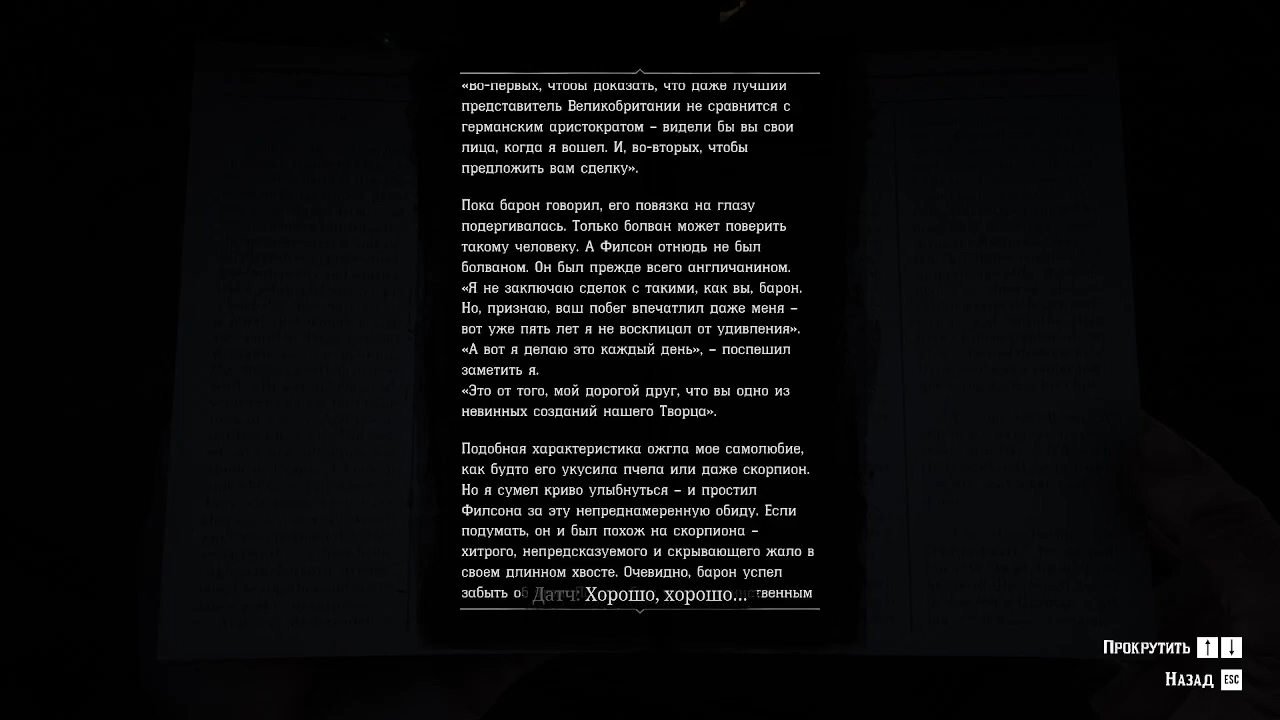 «Во-первых, чтобы доказать, что даже лучший
представитель Великобритании не сравнится с
германским аристократом – видели бы вы свои
лица, когда я вошел. И, во-вторых, чтобы
предложить вам сделку».
Пока барон говорил, его повязка на глазу
подергивалась. Только болван может поверить
такому человеку. А Филсон отнюдь не был
болваном. Он был прежде всего англичанином.
«Я не заключаю сделок с такими, как вы, барон.
Но, признаю, ваш побег впечатлил даже меня –
вот уже пять лет я не восклицал от удивления».
«А вот я делаю это каждый день», – поспешил
заметить я.
«Это от того, мой дорогой друг, что вы одно из
невинных созданий нашего Творца».
Подобная характеристика ожгла мое самолюбие,
как будто его укусила пчела или даже скорпион.
Но я сумел криво улыбнуться – и простил
Филсона за эту непреднамеренную обиду. Если
подумать, он и был похож на скорпиона –
хитрого, непредсказуемого и скрывающего жало в
своем длинном хвосте. Очевидно, барон успел
забыть об
Датч: Хорошо, хорошо...
Прокрутить ↑ ↓
Назад ESC